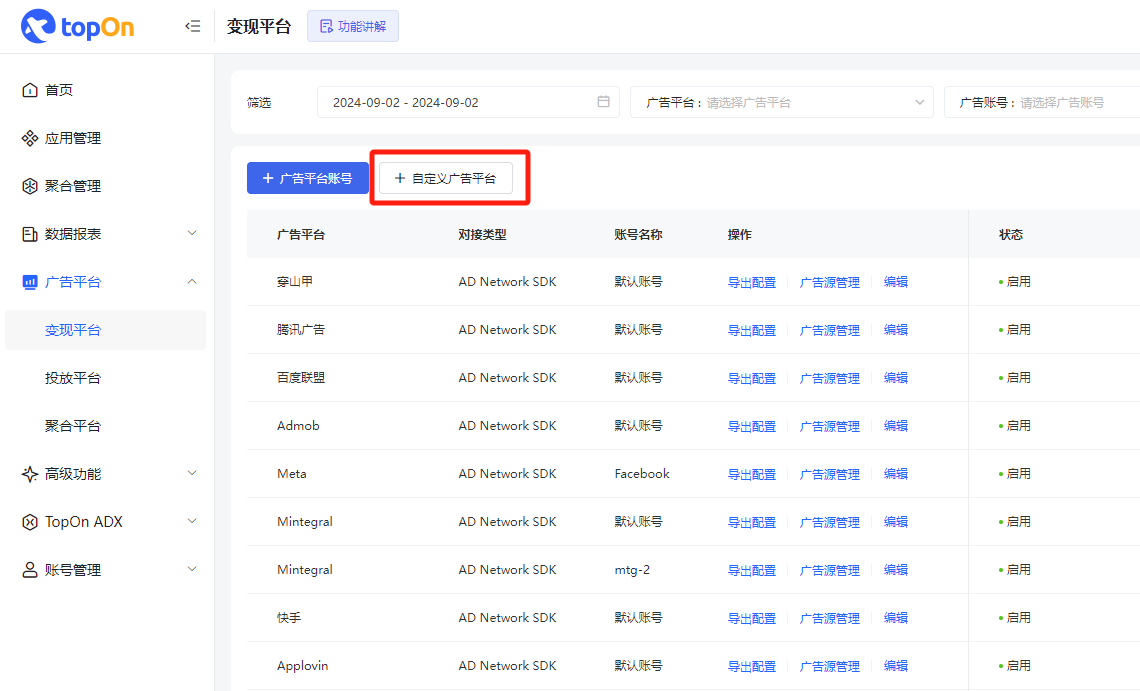 topOn
变现平台
功能讲解
首页
应用管理
聚合管理
数据报表
广告平台
变现平台
投放平台
聚合平台
高级功能
TopOn ADX
账号管理
筛选 2024-09-02 - 2024-09-02 广告平台： 请选择广告平台 广告账号： 请选择广告账号
广告平台账号 自定义广告平台
广告平台 对接类型 账号名称 操作 状态
穿山甲 AD Network SDK 默认账号 导出配置 广告源管理 编辑 启用
腾讯广告 AD Network SDK 默认账号 导出配置 广告源管理 编辑 启用
百度联盟 AD Network SDK 默认账号 导出配置 广告源管理 编辑 启用
Admob AD Network SDK 默认账号 导出配置 广告源管理 编辑 启用
Meta AD Network SDK Facebook 导出配置 广告源管理 编辑 启用
Mintegral AD Network SDK 默认账号 导出配置 广告源管理 编辑 启用
Mintegral AD Network SDK mtg-2 导出配置 广告源管理 编辑 启用
快手 AD Network SDK 默认账号 导出配置 广告源管理 编辑 启用
Applovin AD Network SDK 默认账号 导出配置 广告源管理 编辑 启用